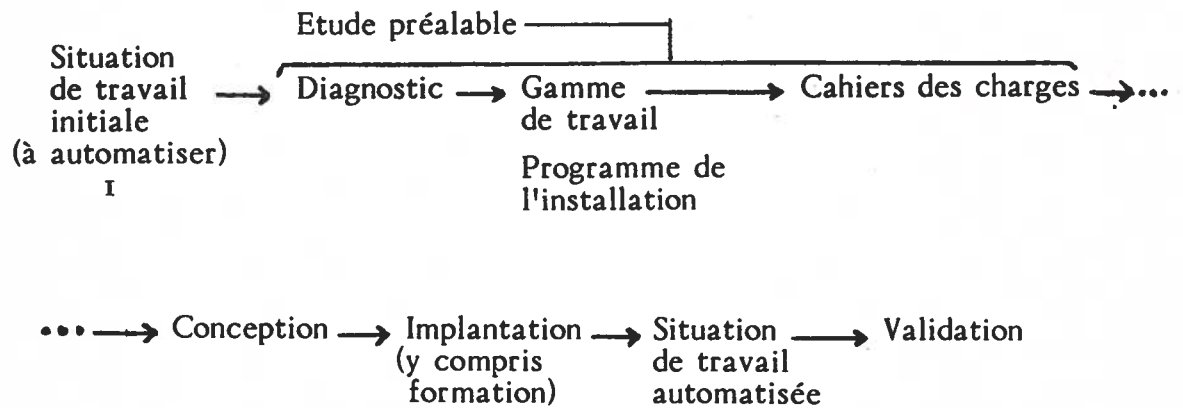 Etude préalable
Situation
de travail
initiale
(à automatiser)
I
Diagnostic
Gamme
de travail
Programme de
l'installation
Cahiers des charges
...
...
Conception
Implantation
(y compris
formation)
Situation
de travail
automatisée
Validation